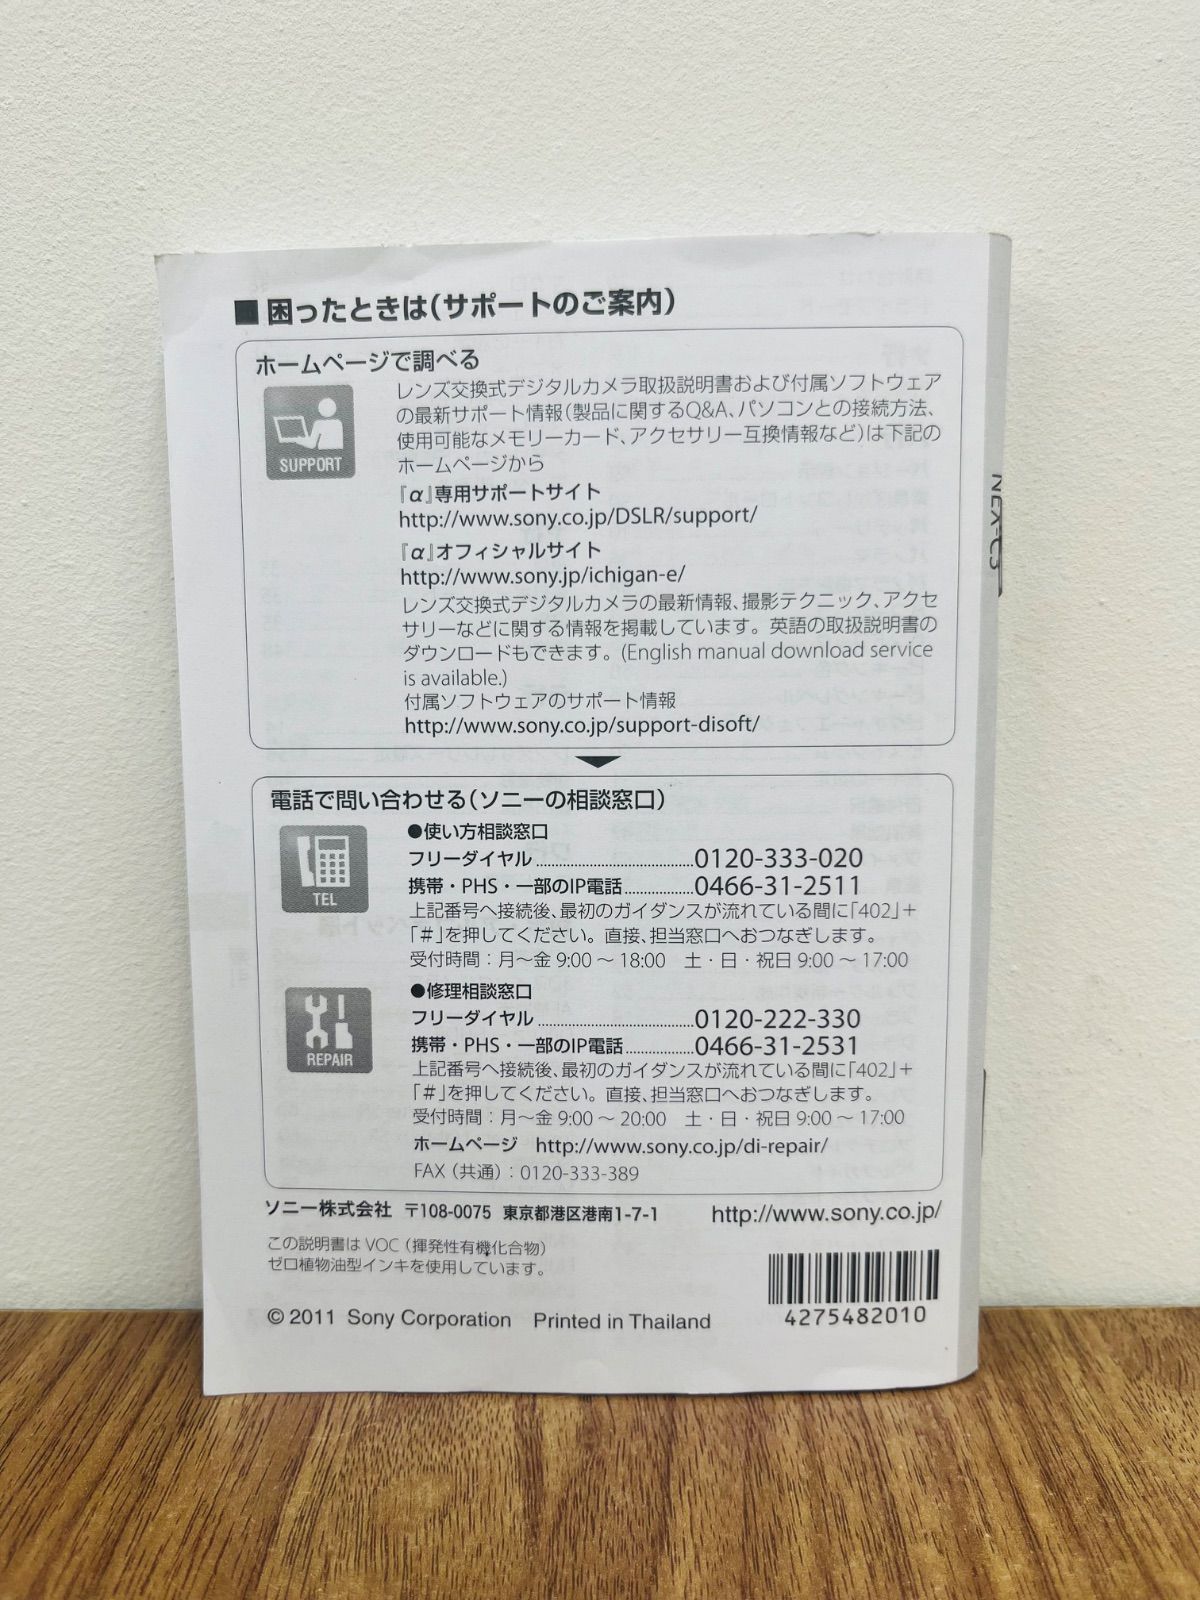 ■ 困ったときは(サポートのご案内)
ホームページで調べる
SUPPORT
レンズ交換式デジタルカメラ取扱説明書および付属ソフトウェア
の最新サポート情報(製品に関するQ&A、パソコンとの接続方法、
使用可能なメモリーカード、アクセサリー互換情報など)は下記の
ホームページから
『α』専用サポートサイト
http://www.sony.co.jp/DSLR/support/
『α』オフィシャルサイト
http://www.sony.jp/ichigan-e/
レンズ交換式デジタルカメラの最新情報、撮影テクニック、アクセ
サリーなどに関する情報を掲載しています。英語の取扱説明書の
ダウンロードもできます。(English manual download service
is available.)
付属ソフトウェアのサポート情報
http://www.sony.co.jp/support-disoft/
電話で問い合わせる(ソニーの相談窓口)
TEL
●使い方相談窓口
フリーダイヤル..............................0120-333-020
携帯・PHS・一部のIP電話.............0466-31-2511
上記番号へ接続後、最初のガイダンスが流れている間に「402」+
「#」を押してください。直接、担当窓口へおつなぎします。
受付時間:月〜金 9:00 〜 18:00 土・日・祝日 9:00 〜 17:00
REPAIR
●修理相談窓口
フリーダイヤル..............................0120-222-330
携帯・PHS・一部のIP電話.............0466-31-2531
上記番号へ接続後、最初のガイダンスが流れている間に「402」+
「#」を押してください。直接、担当窓口へおつなぎします。
受付時間:月〜金 9:00 〜 20:00 土・日・祝日 9:00 〜 17:00
ホームページ http://www.sony.co.jp/di-repair/
FAX(共通):0120-333-389
ソニー株式会社 〒108-0075 東京都港区港南1-7-1 http://www.sony.co.jp/
この説明書は VOC(揮発性有機化合物)
ゼロ植物油型インキを使用しています。
© 2011 Sony Corporation Printed in Thailand
4275482010
NEX-C3